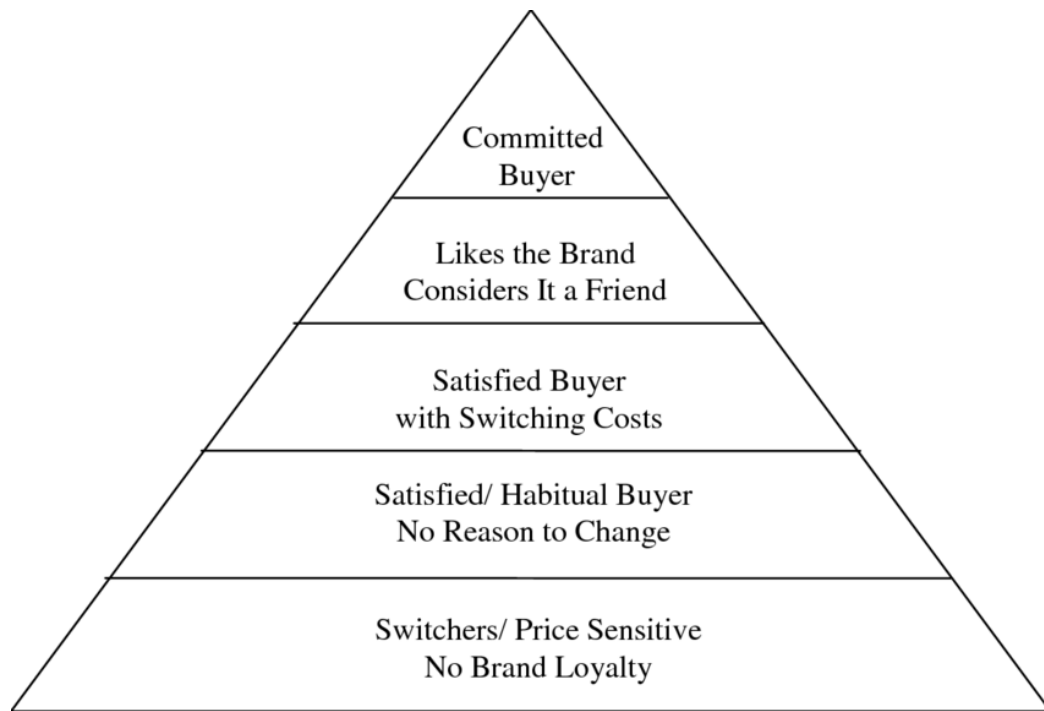 Committed
Buyer
Likes the Brand
Considers It a Friend
Satisfied Buyer
with Switching Costs
Satisfied/ Habitual Buyer
No Reason to Change
Switchers/ Price Sensitive
No Brand Loyalty